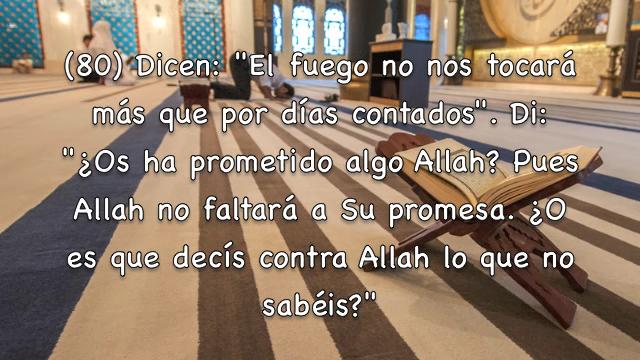 (80) Dicen: "El fuego no nos tocará
más que por días contados". Di:
"¿Os ha prometido algo Allah? Pues
Allah no faltará a Su promesa. ¿O
es que decís contra Allah lo que no
sabéis?"